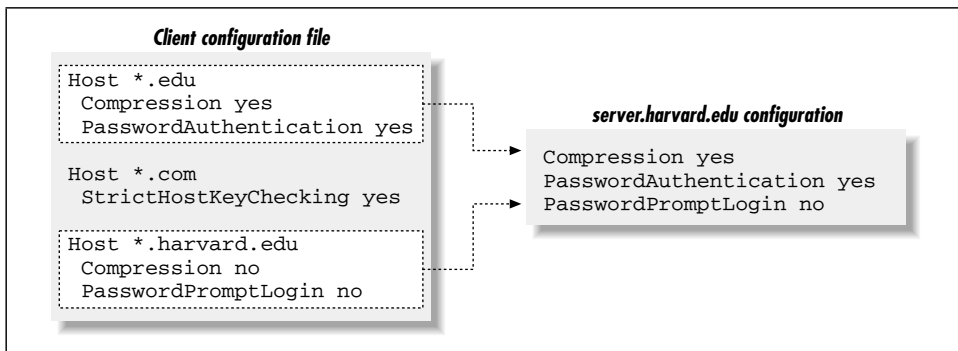 Client configuration file
Host *.edu
Compression yes
PasswordAuthentication yes
Host *.com
StrictHostKeyChecking yes
Host *.harvard.edu
Compression no
PasswordPromptLogin no
server.harvard.edu configuration
Compression yes
PasswordAuthentication yes
PasswordPromptLogin no